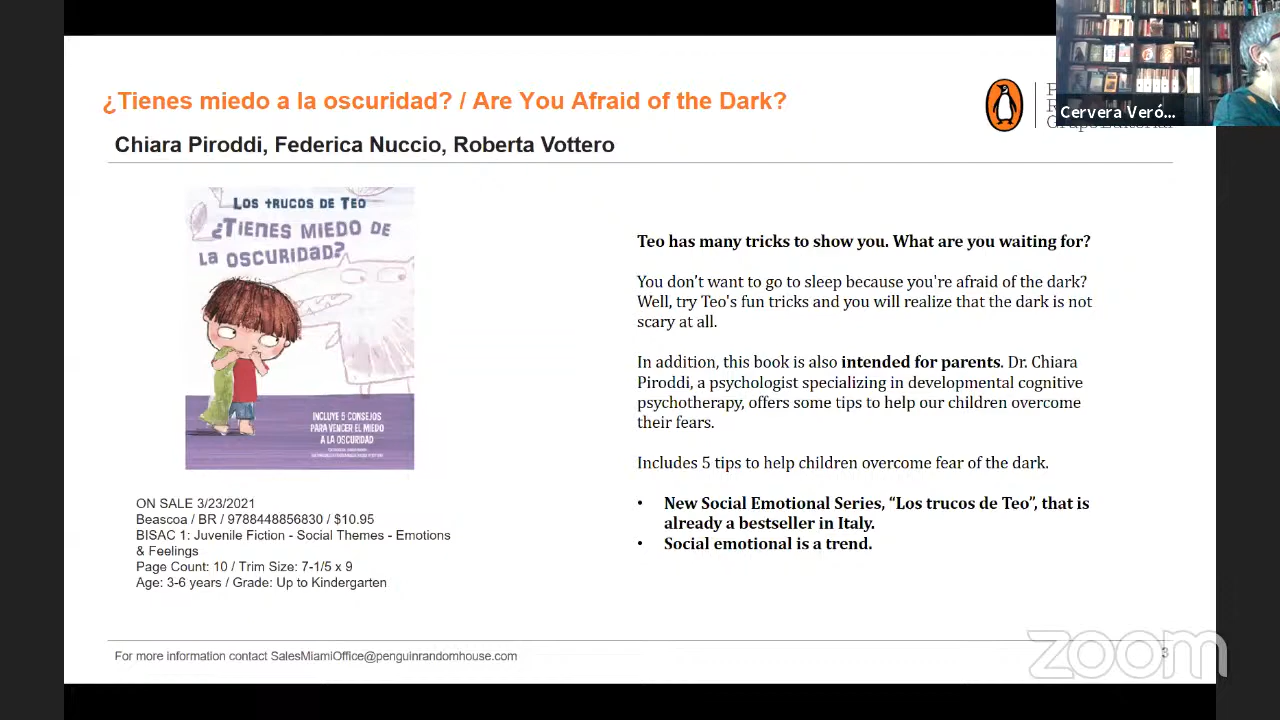 ¿Tienes miedo a la oscuridad? / Are You Afraid of the Dark?
Chiara Piroddi, Federica Nuccio, Roberta Vottero
Cervera Veró...
Los trucos de Teo
¿Tienes miedo de
la oscuridad?
INCLUYE 5 CONSEJOS
PARA VENCER EL MIEDO
A LA OSCURIDAD
Teo has many tricks to show you. What are you waiting for?
You don't want to go to sleep because you're afraid of the dark?
Well, try Teo's fun tricks and you will realize that the dark is not
scary at all.
In addition, this book is also intended for parents. Dr. Chiara
Piroddi, a psychologist specializing in developmental cognitive
psychotherapy, offers some tips to help our children overcome
their fears.
Includes 5 tips to help children overcome fear of the dark.
• New Social Emotional Series, “Los trucos de Teo”, that is
already a bestseller in Italy.
• Social emotional is a trend.
ON SALE 3/23/2021
Beascoa / BR / 9788448856830 / $10.95
BISAC 1: Juvenile Fiction - Social Themes - Emotions
& Feelings
Page Count: 10 / Trim Size: 7-1/5 x 9
Age: 3-6 years / Grade: Up to Kindergarten
For more information contact SalesMiamiOffice@penguinrandomhouse.com
zoom
3